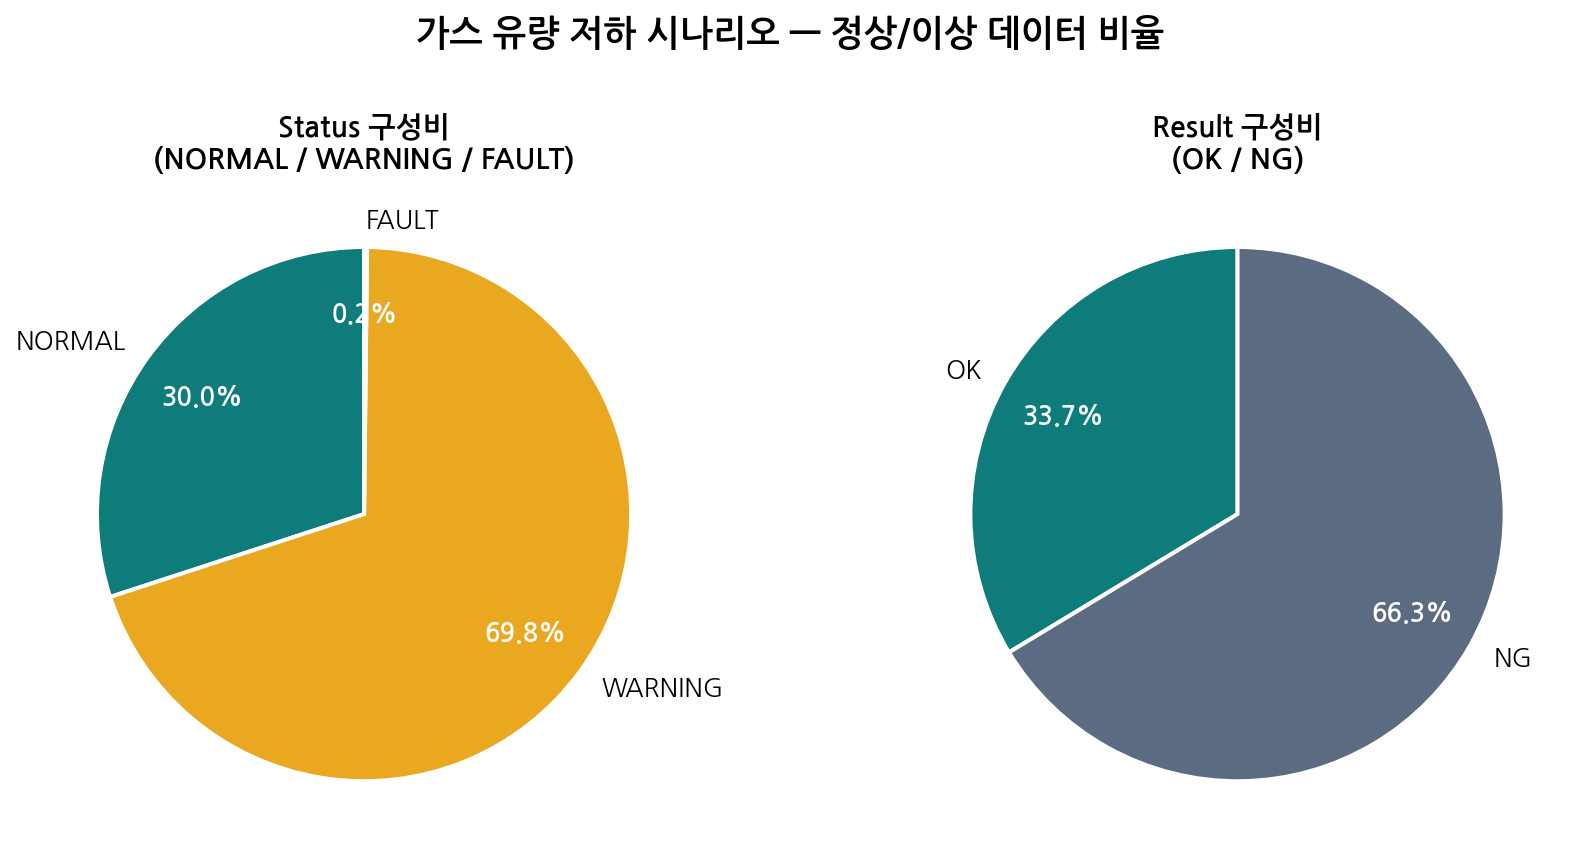 가스 유량 저하 시나리오 — 정상/이상 데이터 비율
Status 구성비
(NORMAL / WARNING / FAULT)
FAULT
0.2%
NORMAL
30.0%
69.8%
WARNING
Result 구성비
(OK / NG)
OK
33.7%
66.3%
NG